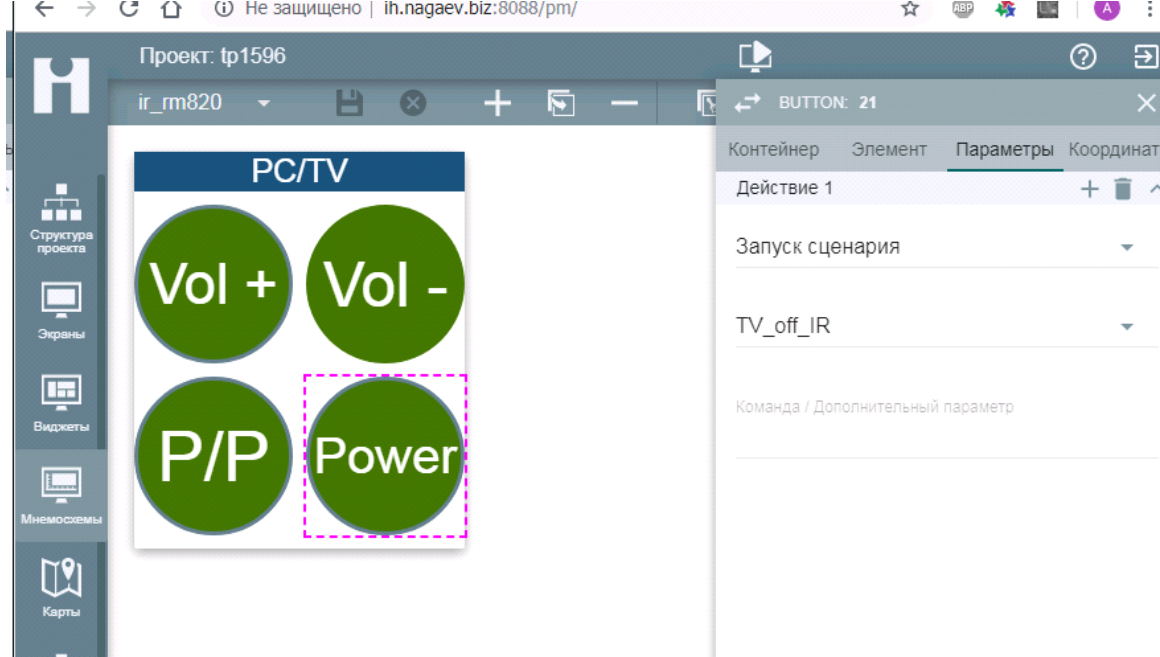 Не защищено | ih.nagaev.biz:8088/pm/
ABP
A
Проект: tp1596
ir_rm820
BUTTON: 21
Контейнер Элемент Параметры Координат
Действие 1
Запуск сценария
TV_off_IR
Команда / Дополнительный параметр
Структура
проекта
Экраны
Виджеты
Мнемосхемы
Карты
PC/TV
Vol + Vol -
P/P Power